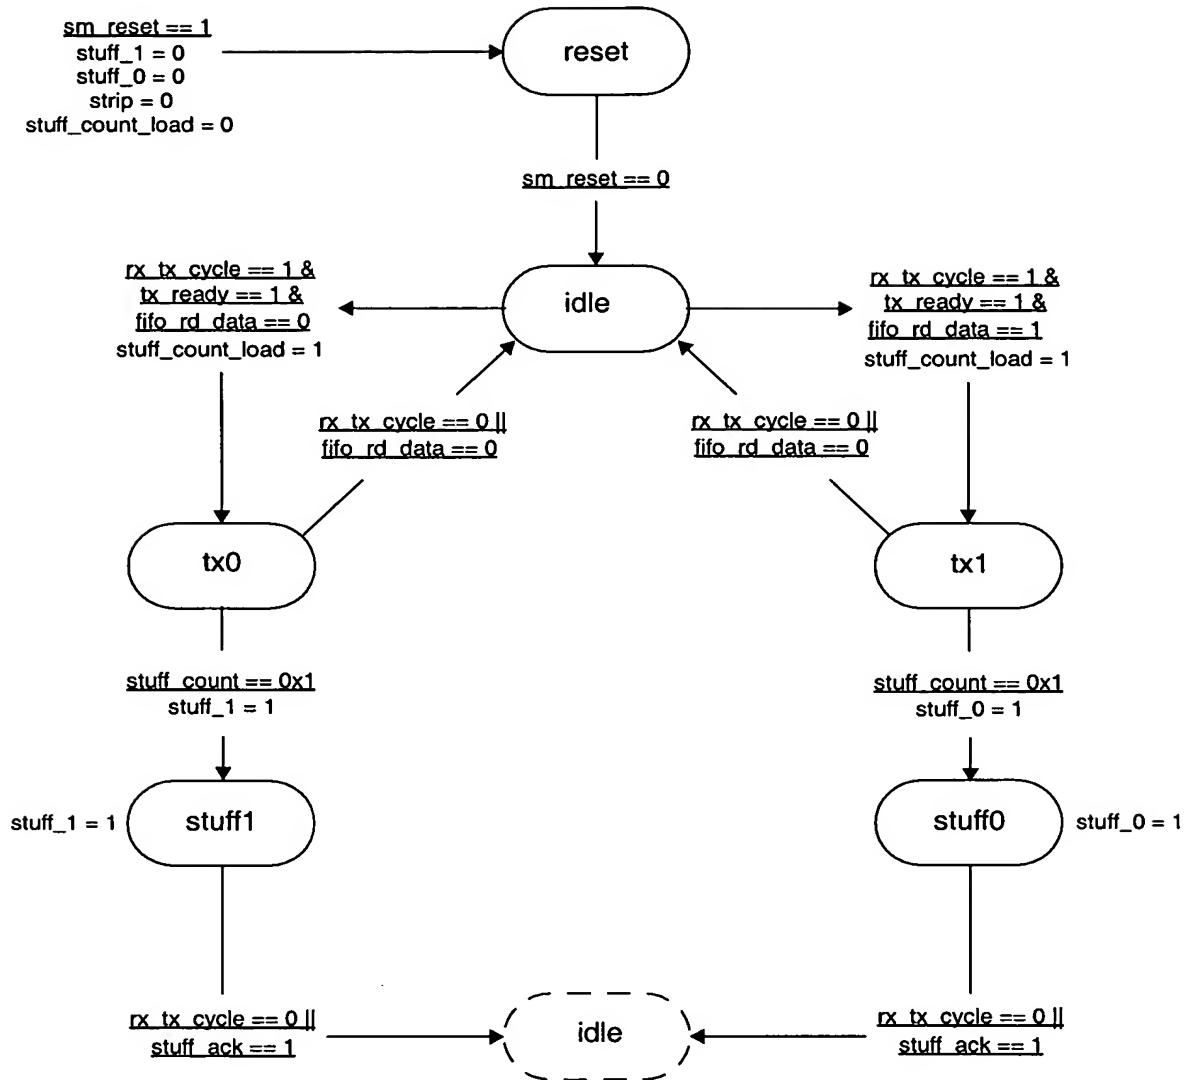 sm_reset == 1
stuff_1 = 0
stuff_0 = 0
strip = 0
stuff_count_load = 0
reset
sm_reset == 0
rx_tx_cycle == 1 &
tx_ready == 1 &
fifo_rd_data == 0
stuff_count_load = 1
idle
rx_tx_cycle == 1 &
tx_ready == 1 &
fifo_rd_data == 1
stuff_count_load = 1
rx_tx_cycle == 0 ||
fifo_rd_data == 0
rx_tx_cycle == 0 ||
fifo_rd_data == 0
tx0
tx1
stuff_count == 0x1
stuff_1 = 1
stuff_count == 0x1
stuff_0 = 1
stuff_1 = 1
stuff1
stuff0
stuff_0 = 1
rx_tx_cycle == 0 ||
stuff_ack == 1
idle
rx_tx_cycle == 0 ||
stuff_ack == 1